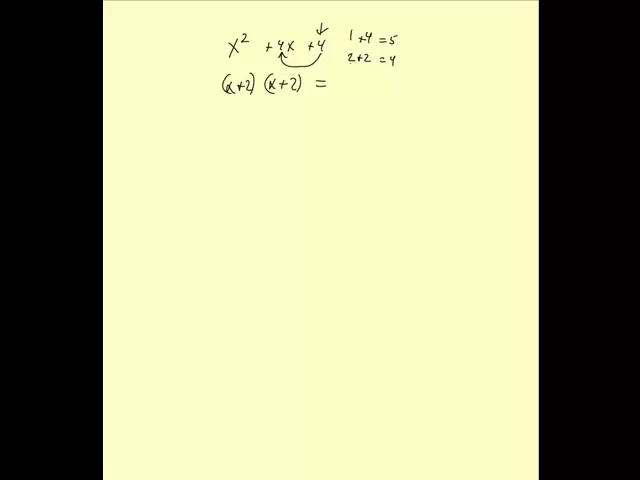 x² + 4x + 4
1 + 4 = 5
2 + 2 = 4
(x + 2) (x + 2) =